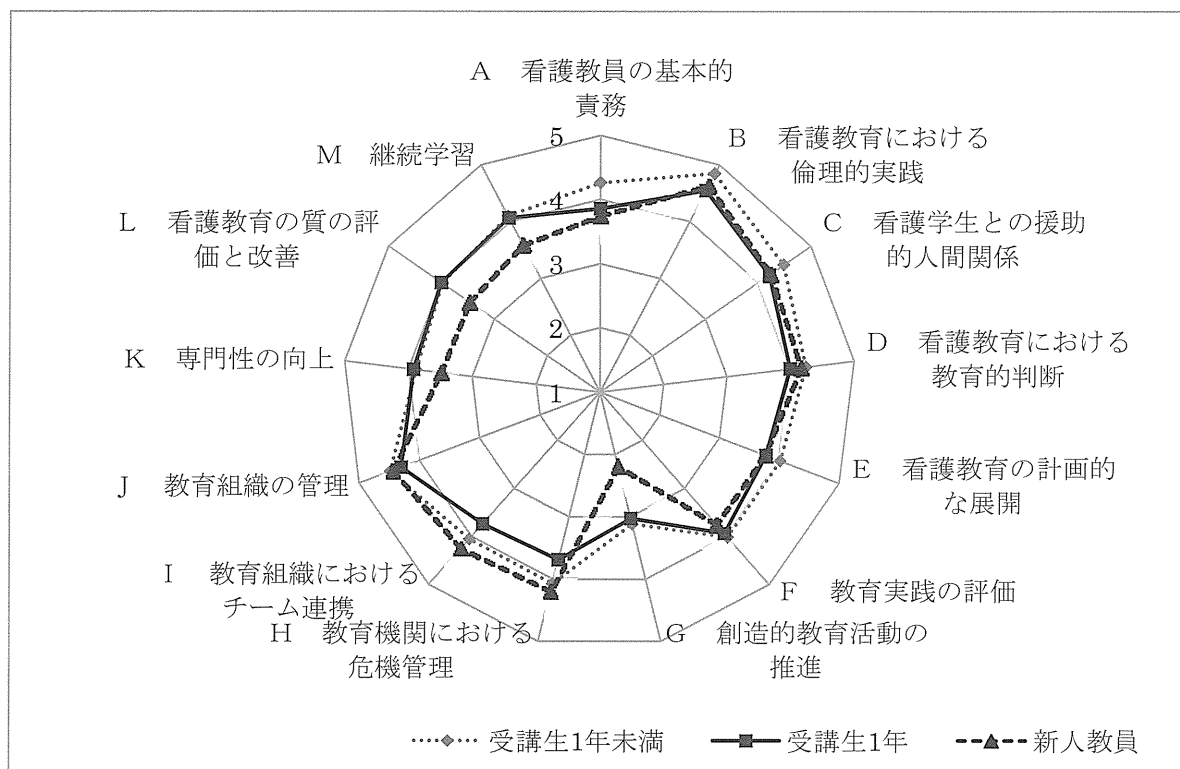 A 看護教員の基本的
責務
B 看護教育における
倫理的実践
C 看護学生との援助
的人間関係
D 看護教育における
教育的判断
E 看護教育の計画的
な展開
F 教育実践の評価
G 創造的教育活動の
推進
H 教育機関における
危機管理
I 教育組織における
チーム連携
J 教育組織の管理
K 専門性の向上
L 看護教育の質の評
価と改善
M 継続学習
5
4
3
2
1
受講生1年未満 受講生1年 新人教員